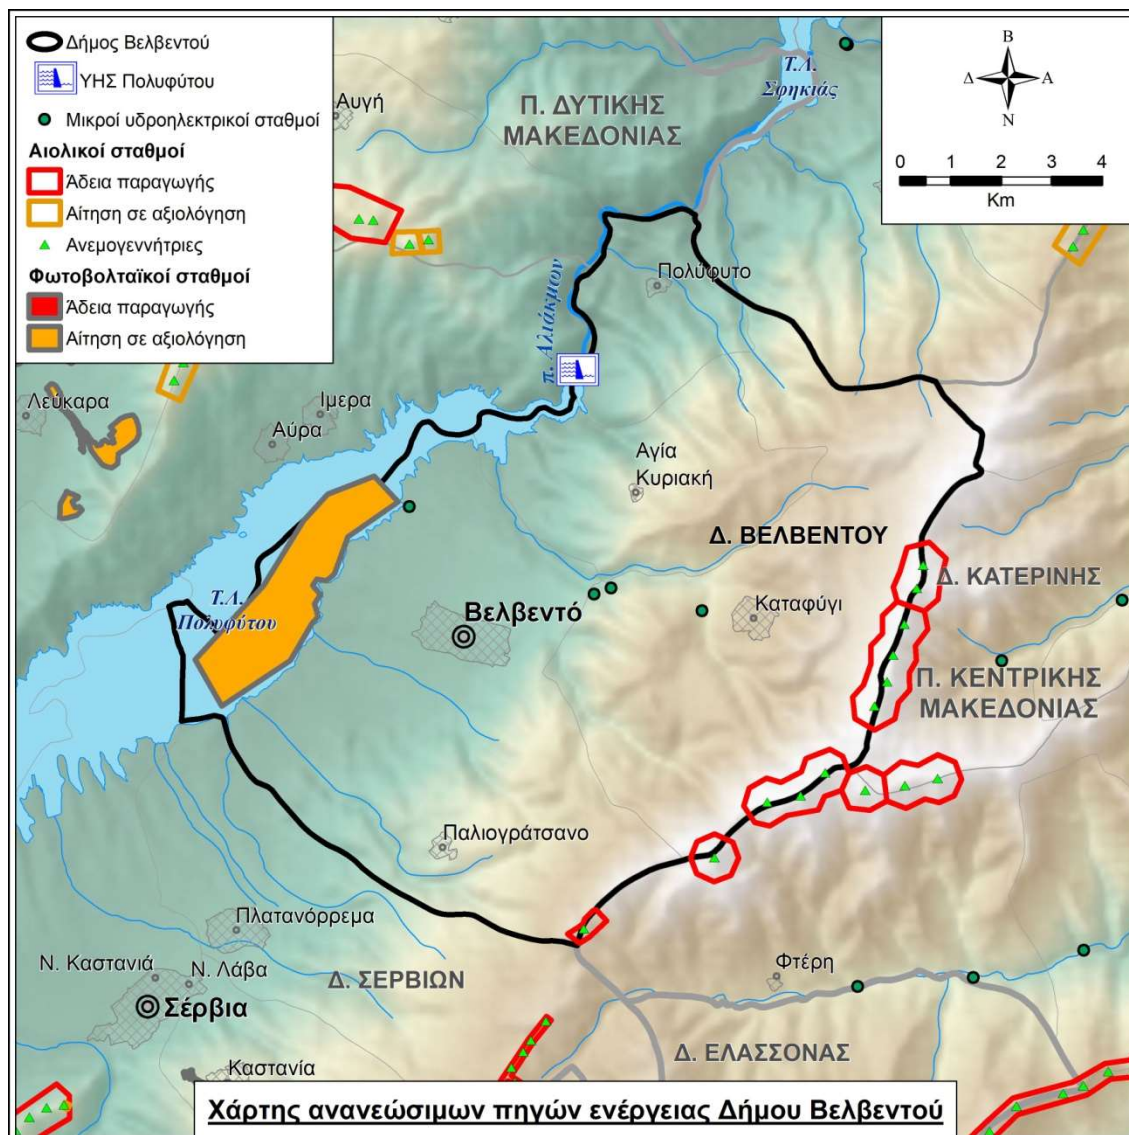 Δήμος Βελβεντού
ΥΗΣ Πολυφύτου
Μικροί υδροηλεκτρικοί σταθμοί
Αιολικοί σταθμοί
Άδεια παραγωγής
Αίτηση σε αξιολόγηση
Ανεμογεννήτριες
Φωτοβολταϊκοί σταθμοί
Άδεια παραγωγής
Αίτηση σε αξιολόγηση
Αυγή
Π. ΔΥΤΙΚΗΣ
ΜΑΚΕΔΟΝΙΑΣ
Τ.Λ.
Σφηκιάς
Β
Δ
Α
Ν
0 1 2 3 4
Km
Πολύφυτο
π. Αλιάκμων
Λεύκαρα
Ιμερα
Αύρα
Αγία
Κυριακή
Δ. ΒΕΛΒΕΝΤΟΥ
Δ. ΚΑΤΕΡΙΝΗΣ
Τ.Λ.
Πολυφύτου
Βελβεντό
Καταφύγι
Π. ΚΕΝΤΡΙΚΗΣ
ΜΑΚΕΔΟΝΙΑΣ
Παλιογράτσανο
Πλατανόρρεμα
Ν. Καστανιά
Ν. Λάβα
Δ. ΣΕΡΒΙΩΝ
Φτέρη
Σέρβια
Δ. ΕΛΑΣΣΟΝΑΣ
Καστανία
Χάρτης ανανεώσιμων πηγών ενέργειας Δήμου Βελβεντού